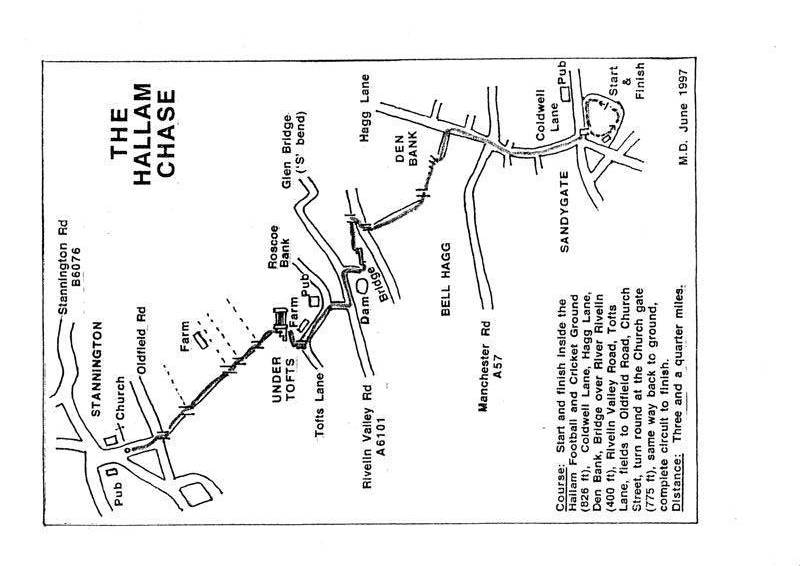 THE
HALLAM
CHASE
Stannington Rd
B6076
STANNINGTON
Church
Oldfield Rd
Pub
Farm
UNDER
TOFTS
Farm
Pub
Roscoe
Bank
Glen Bridge
('S' bend)
Tofts Lane
Dam
Bridge
Rivelin Valley Rd
A6101
Hagg Lane
DEN
BANK
BELL HAGG
Manchester Rd
A57
Coldwell
Lane
Pub
Start
&
Finish
SANDYGATE
Course: Start and finish inside the
Hallam Football and Cricket Ground
(826 ft), Coldwell Lane, Hagg Lane,
Den Bank, Bridge over River Rivelin
(400 ft), Rivelin Valley Road, Tofts
Lane, fields to Oldfield Road, Church
Street, turn round at the Church gate
(775 ft), same way back to ground,
complete circuit to finish.
Distance: Three and a quarter miles.
M.D. June 1997